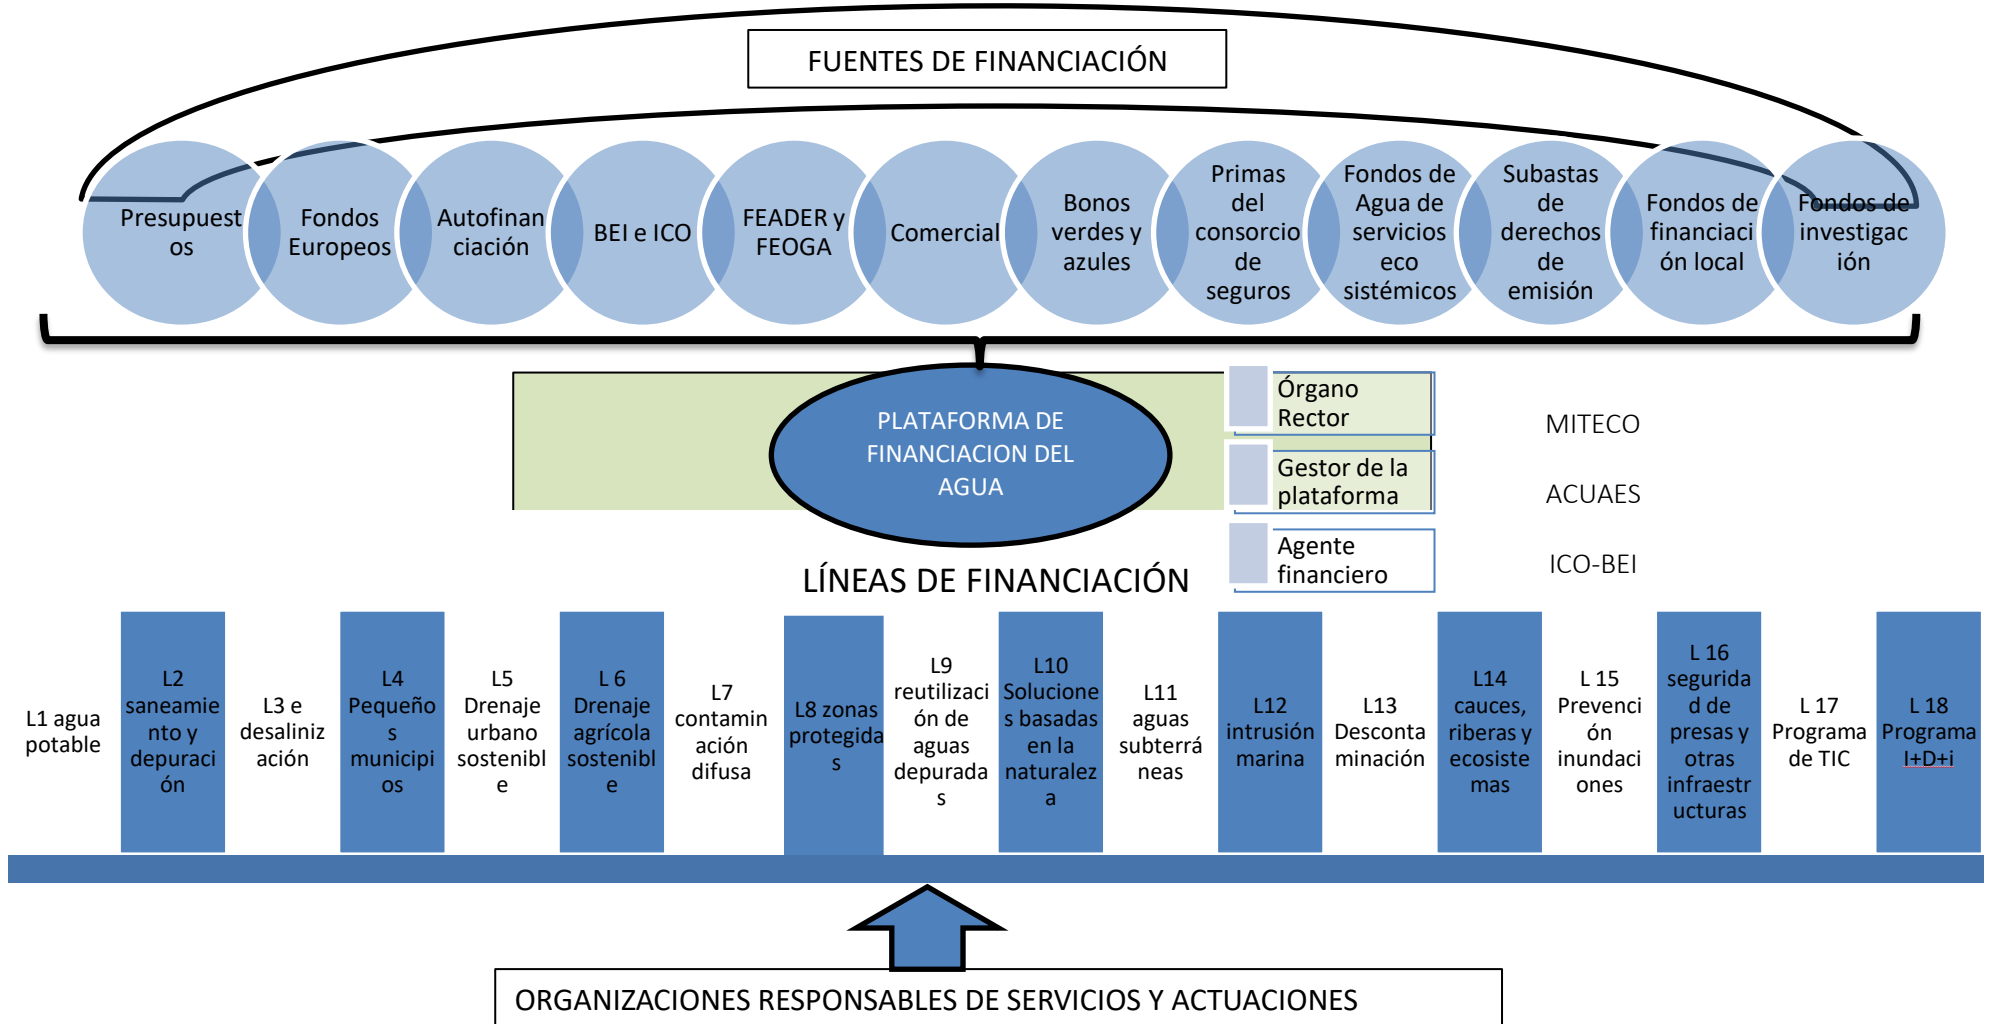 FUENTES DE FINANCIACIÓN
Presupuest
os
Fondos
Europeos
Autofinan
ciación
BEI e ICO
FEADER y
FEOGA
Comercial
Bonos
verdes y
azules
Primas
del
consorcio
de
seguros
Fondos de
Agua de
servicios
eco
sistémicos
Subastas
de
derechos
de
emisión
Fondos de
financiaci
ón local
Fondos de
investigac
ión
PLATAFORMA DE
FINANCIACION DEL
AGUA
Órgano
Rector
MITECO
Gestor de la
plataforma
ACUAES
Agente
financiero
ICO-BEI
LÍNEAS DE FINANCIACIÓN
L1 agua
potable
L2
saneamie
nto y
depuraci
ón
L3 e
desaliniz
ación
L4
Pequeño
s
municipi
os
L5
Drenaje
urbano
sostenibl
e
L 6
Drenaje
agrícola
sostenibl
e
L7
contamin
ación
difusa
L8 zonas
protegida
s
L9
reutilizaci
ón de
aguas
depurada
s
L10
Solucione
s basadas
en la
naturalez
a
L11
aguas
subterrá
neas
L12
intrusión
marina
L13
Desconta
minación
L14
cauces,
riberas y
ecosiste
mas
L 15
Prevenci
ón
inundaci
ones
L 16
segurida
d de
presas y
otras
infraestr
ucturas
L 17
Programa
de TIC
L 18
Programa
I+D+i
ORGANIZACIONES RESPONSABLES DE SERVICIOS Y ACTUACIONES